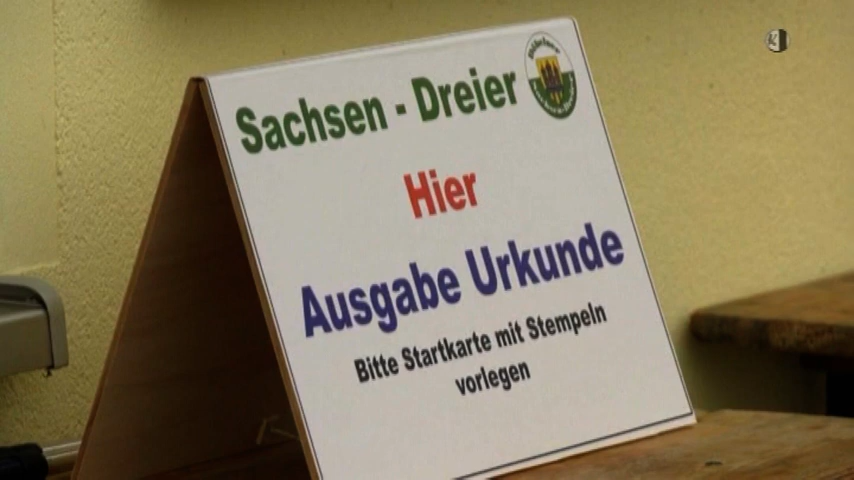 Sachsen - Dreier
Hier
Ausgabe Urkunde
Bitte Startkarte mit Stempeln
vorlegen